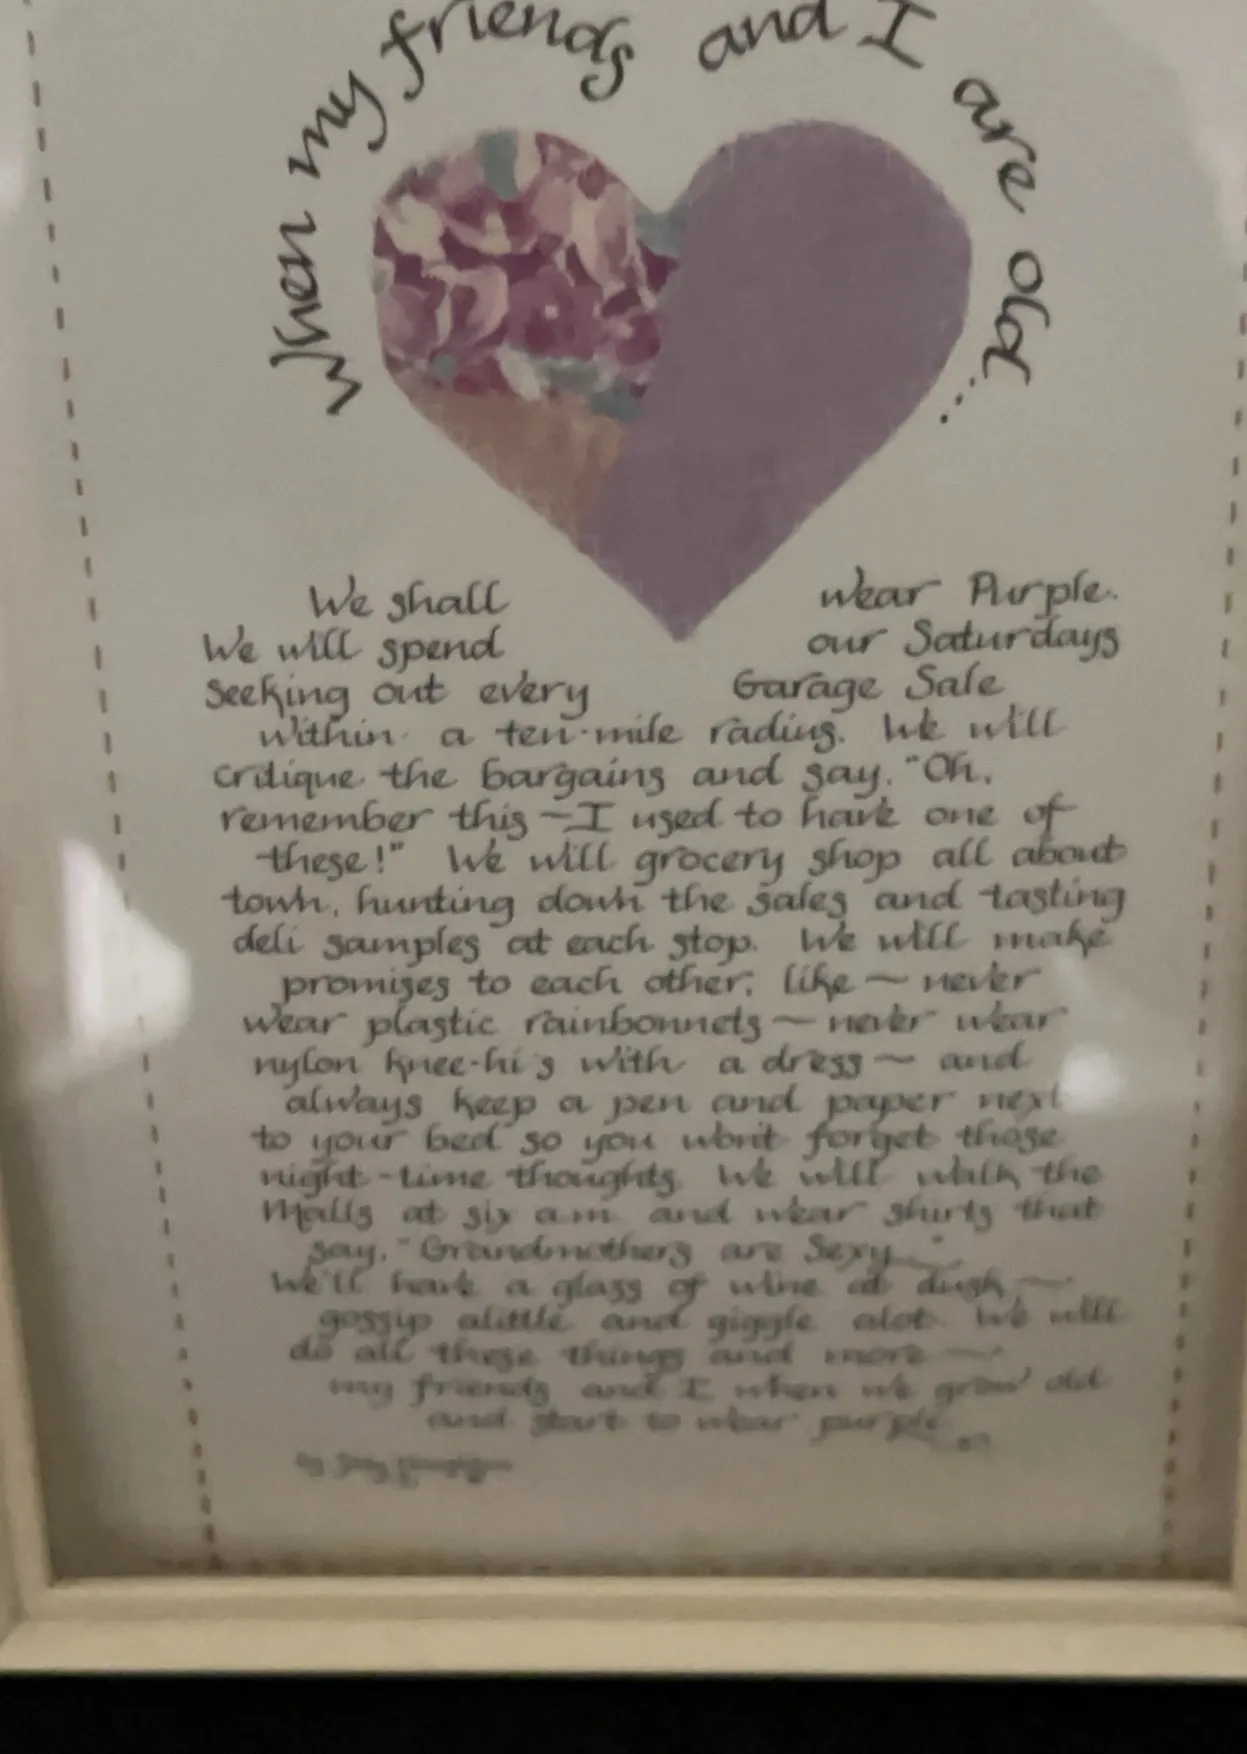 When my friends and I are old...
We shall wear Purple.
We will spend our Saturdays
seeking out every Garage Sale
within a ten-mile radius. We will
critique the bargains and say, "Oh,
remember this ~ I used to have one of
these!" We will grocery shop all about
town, hunting down the sales and tasting
deli samples at each stop. We will make
promises to each other, like ~ never
wear plastic rainbonnets ~ never wear
nylon knee-hi's with a dress ~ and
always keep a pen and paper next
to your bed so you won't forget those
night-time thoughts. We will walk the
Malls at six a.m. and wear shirts that
say, "Grandmothers are Sexy..."
We'll have a glass of wine at dusk ~
gossip alittle and giggle alot. We will
do all these things and more ~
my friends and I when we grow old
and start to wear purple...
by